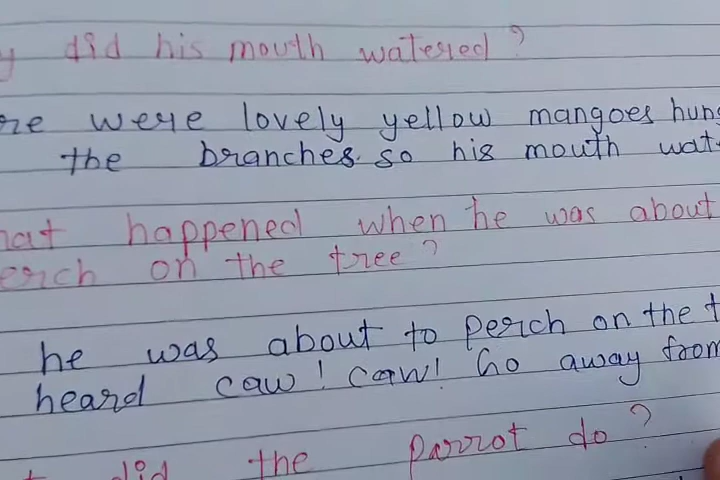 did his mouth watered?
were lovely yellow mangoes
the branches. so his mouth
happened when he was about
on the tree?
he was about to perch on the
heard caw! caw! Go away from
did the parrot do?